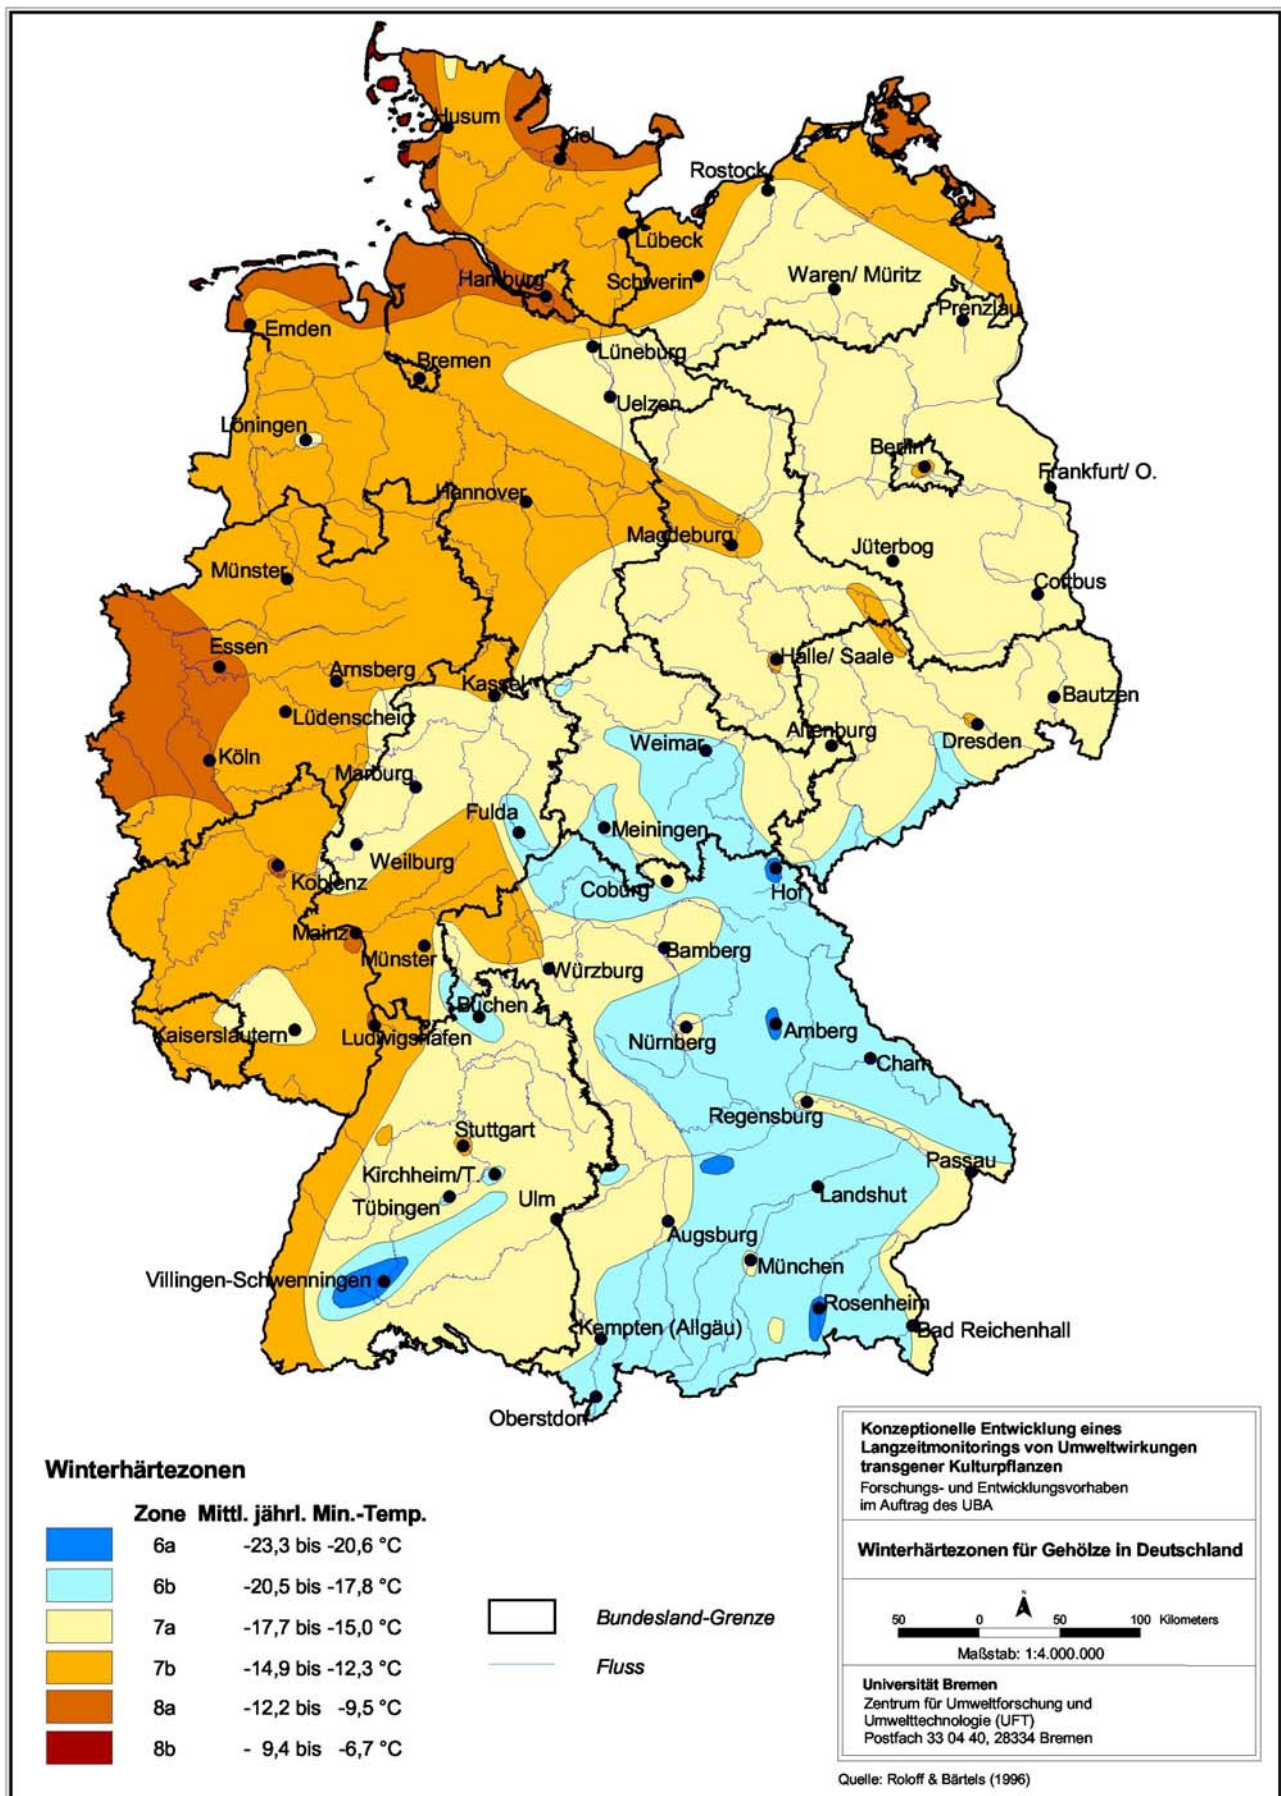 Husum
Kiel
Rostock
Lübeck
Hamburg
Schwerin
Waren/ Müritz
Prenzlau
Emden
Lüneburg
Bremen
Uelzen
Löningen
Berlin
Frankfurt/ O.
Hannover
Magdeburg
Jüterbog
Münster
Cottbus
Essen
Arnsberg
Halle/ Saale
Kassel
Bautzen
Lüdenscheid
Altenburg
Weimar
Dresden
Köln
Marburg
Fulda
Meiningen
Weilburg
Koblenz
Coburg
Hof
Mainz
Münster
Bamberg
Würzburg
Buchen
Kaiserslautern
Ludwigshafen
Nürnberg
Amberg
Cham
Regensburg
Stuttgart
Passau
Kirchheim/T.
Tübingen
Ulm
Landshut
Augsburg
München
Villingen-Schwenningen
Rosenheim
Kempten (Allgäu)
Bad Reichenhall
Oberstdorf
Winterhärtezonen
Zone Mittl. jährl. Min.-Temp.
6a -23,3 bis -20,6 °C
6b -20,5 bis -17,8 °C
7a -17,7 bis -15,0 °C
7b -14,9 bis -12,3 °C
8a -12,2 bis -9,5 °C
8b - 9,4 bis -6,7 °C
Bundesland-Grenze
Fluss
Konzeptionelle Entwicklung eines
Langzeitmonitorings von Umweltwirkungen
transgener Kulturpflanzen
Forschungs- und Entwicklungsvorhaben
im Auftrag des UBA
Winterhärtezonen für Gehölze in Deutschland
N
50 0 50 100 Kilometers
Maßstab: 1:4.000.000
Universität Bremen
Zentrum für Umweltforschung und
Umwelttechnologie (UFT)
Postfach 33 04 40, 28334 Bremen
Quelle: Roloff & Bärtels (1996)